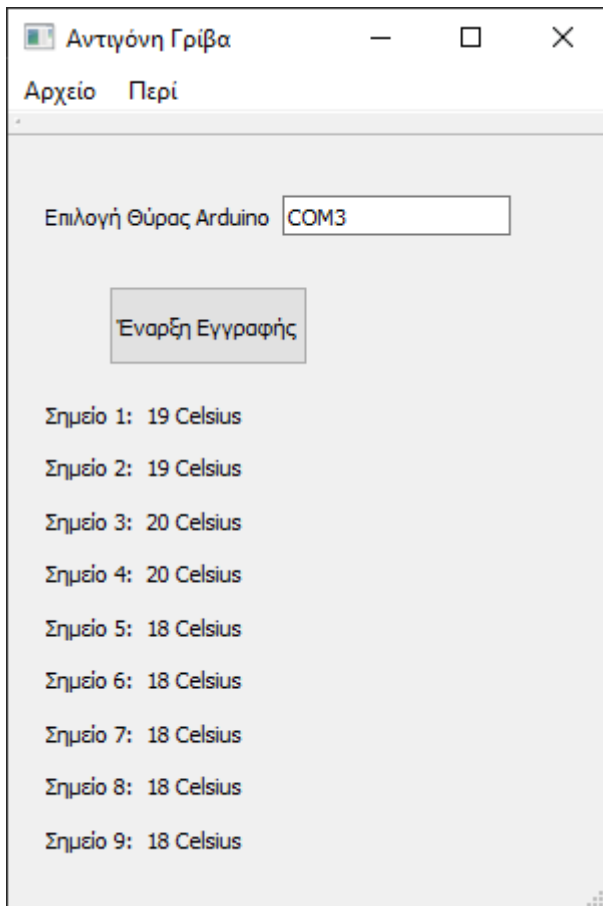 Αντιγόνη Γρίβα
Αρχείο Περί
Επιλογή Θύρας Arduino COM3
Έναρξη Εγγραφής
Σημείο 1: 19 Celsius
Σημείο 2: 19 Celsius
Σημείο 3: 20 Celsius
Σημείο 4: 20 Celsius
Σημείο 5: 18 Celsius
Σημείο 6: 18 Celsius
Σημείο 7: 18 Celsius
Σημείο 8: 18 Celsius
Σημείο 9: 18 Celsius